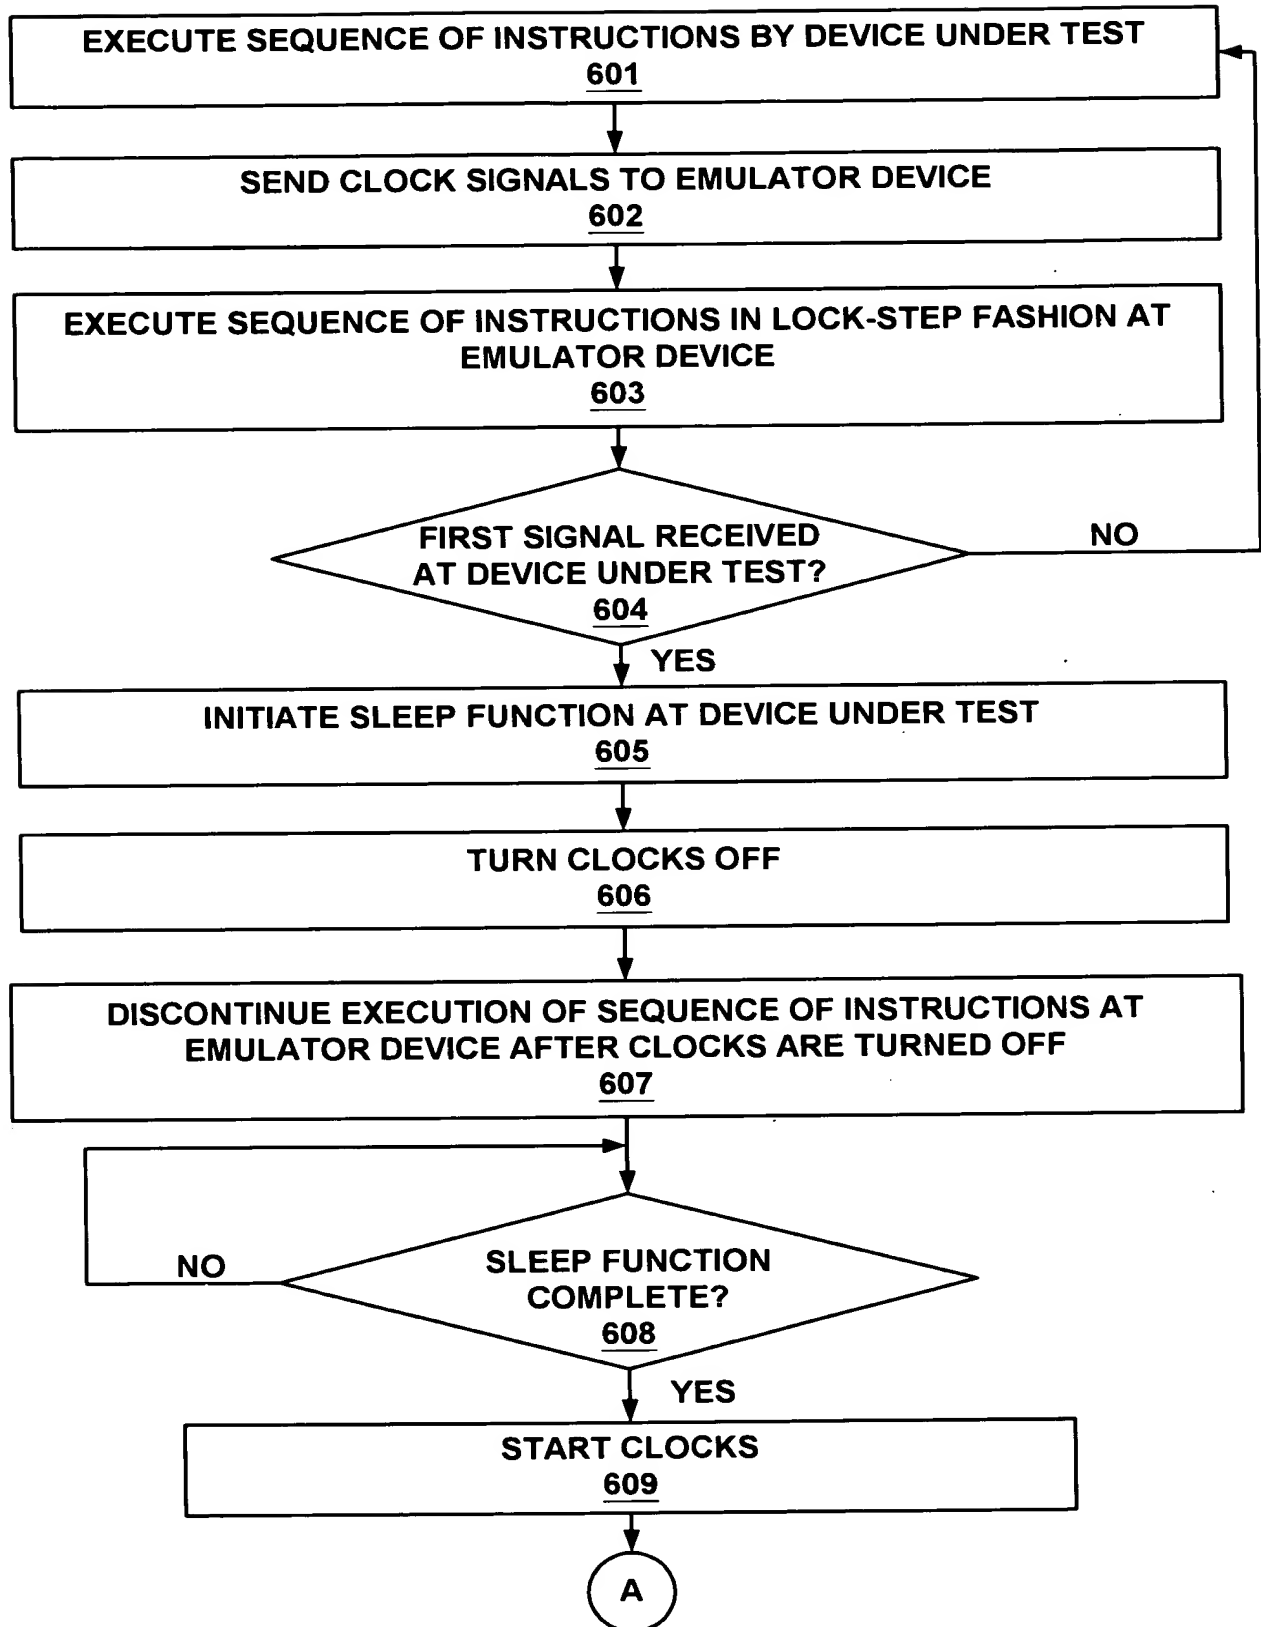 EXECUTE SEQUENCE OF INSTRUCTIONS BY DEVICE UNDER TEST
601
SEND CLOCK SIGNALS TO EMULATOR DEVICE
602
EXECUTE SEQUENCE OF INSTRUCTIONS IN LOCK-STEP FASHION AT
EMULATOR DEVICE
603
FIRST SIGNAL RECEIVED
AT DEVICE UNDER TEST?
604
NO
YES
INITIATE SLEEP FUNCTION AT DEVICE UNDER TEST
605
TURN CLOCKS OFF
606
DISCONTINUE EXECUTION OF SEQUENCE OF INSTRUCTIONS AT
EMULATOR DEVICE AFTER CLOCKS ARE TURNED OFF
607
NO
SLEEP FUNCTION
COMPLETE?
608
YES
START CLOCKS
609
A